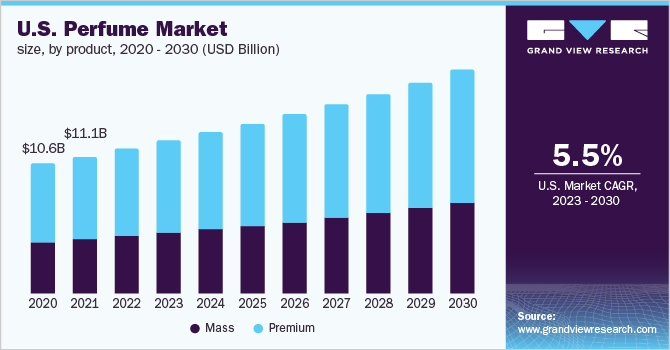 U.S. Perfume Market
size, by product, 2020 - 2030 (USD Billion)
$10.6B
$11.1B
2020 2021 2022 2023 2024 2025 2026 2027 2028 2029 2030
Mass Premium
GRAND VIEW RESEARCH
5.5%
U.S. Market CAGR,
2023 - 2030
Source:
www.grandviewresearch.com